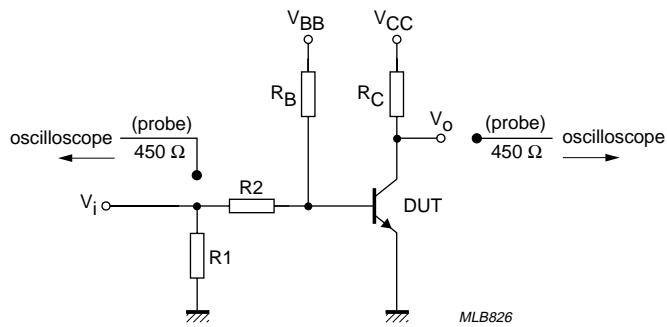 VBB
VCC
RB
RC
(probe)
oscilloscope
450 Ω
Vo
(probe)
oscilloscope
450 Ω
R2
Vi
DUT
R1
MLB826